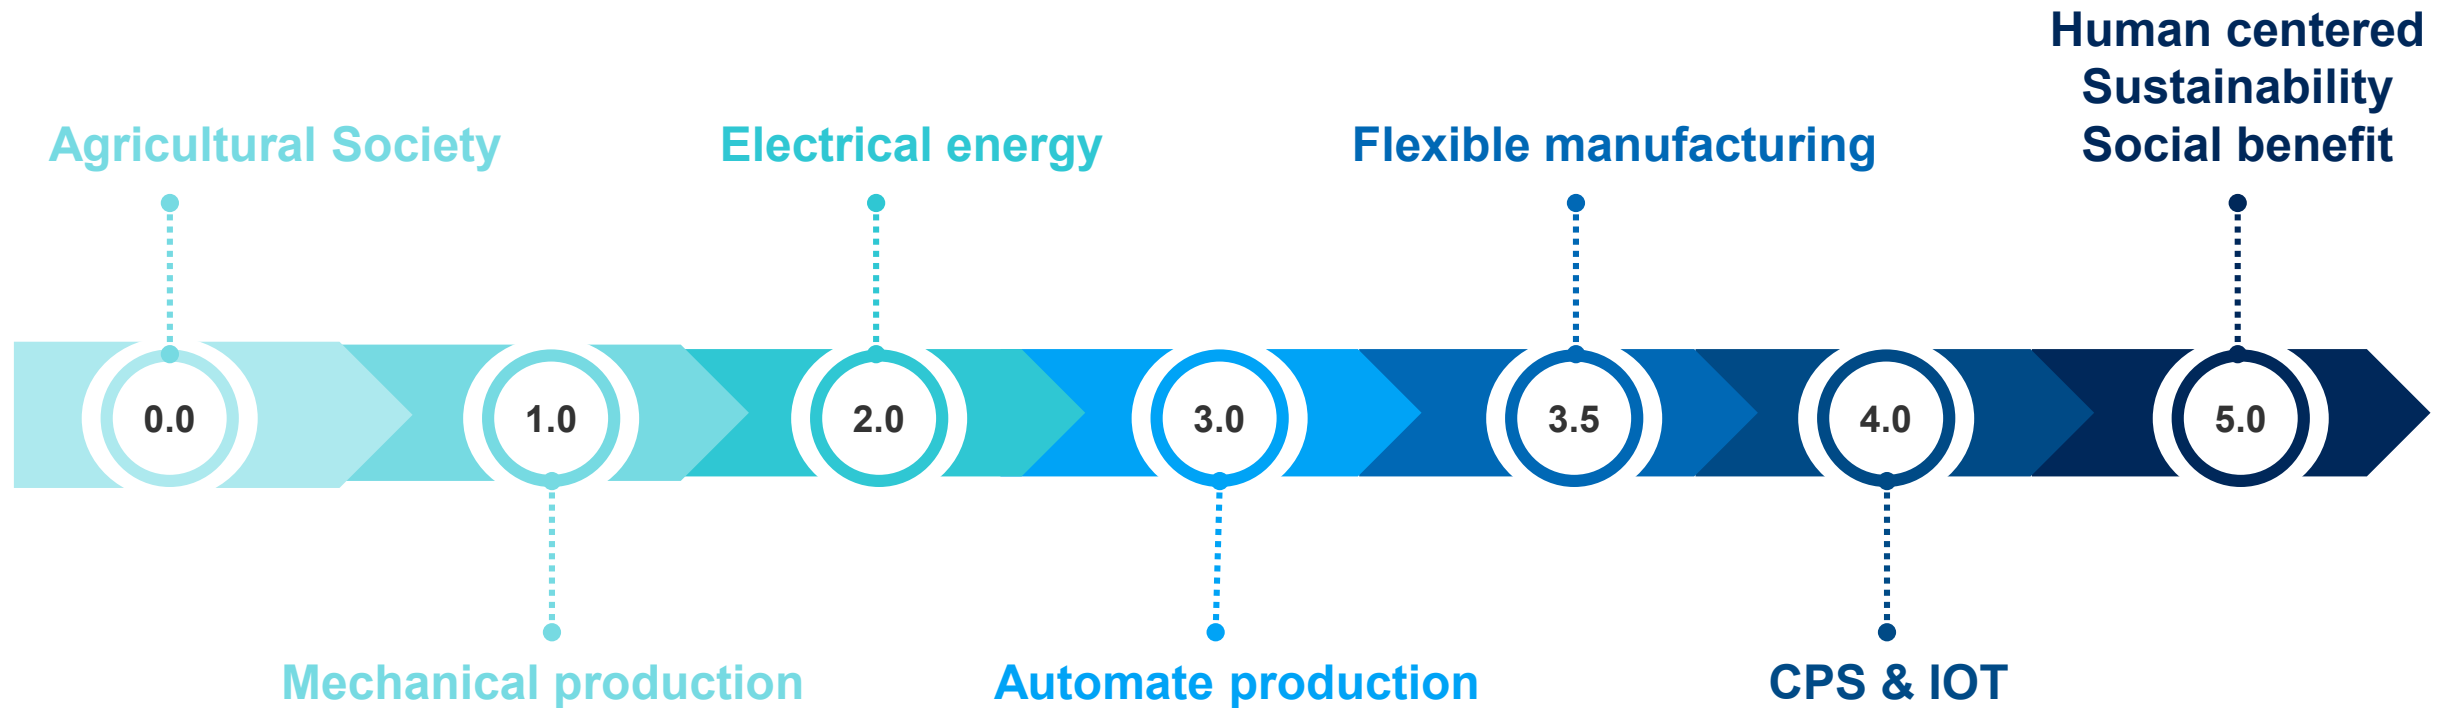 Human centered
Sustainability
Social benefit
Agricultural Society
Electrical energy
Flexible manufacturing
0.0
1.0
2.0
3.0
3.5
4.0
5.0
Mechanical production
Automate production
CPS & IOT